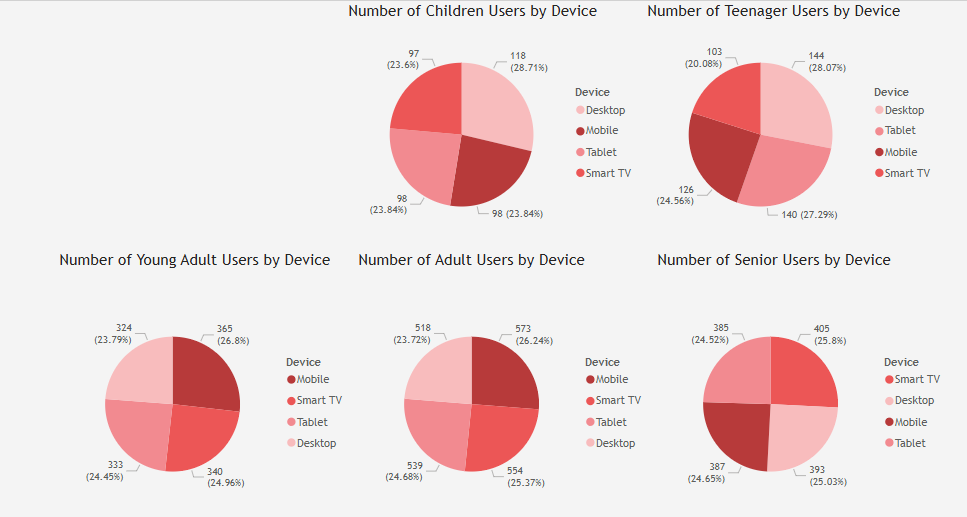 Number of Children Users by Device
97
(23.6%)
118
(28.71%)
98
(23.84%)
98 (23.84%)
Device
Desktop
Mobile
Tablet
Smart TV
Number of Teenager Users by Device
103
(20.08%)
144
(28.07%)
126
(24.56%)
140 (27.29%)
Device
Desktop
Tablet
Mobile
Smart TV
Number of Young Adult Users by Device
324
(23.79%)
365
(26.8%)
333
(24.45%)
340
(24.96%)
Device
Mobile
Smart TV
Tablet
Desktop
Number of Adult Users by Device
518
(23.72%)
573
(26.24%)
539
(24.68%)
554
(25.37%)
Device
Mobile
Smart TV
Tablet
Desktop
Number of Senior Users by Device
385
(24.52%)
405
(25.8%)
387
(24.65%)
393
(25.03%)
Device
Smart TV
Desktop
Mobile
Tablet